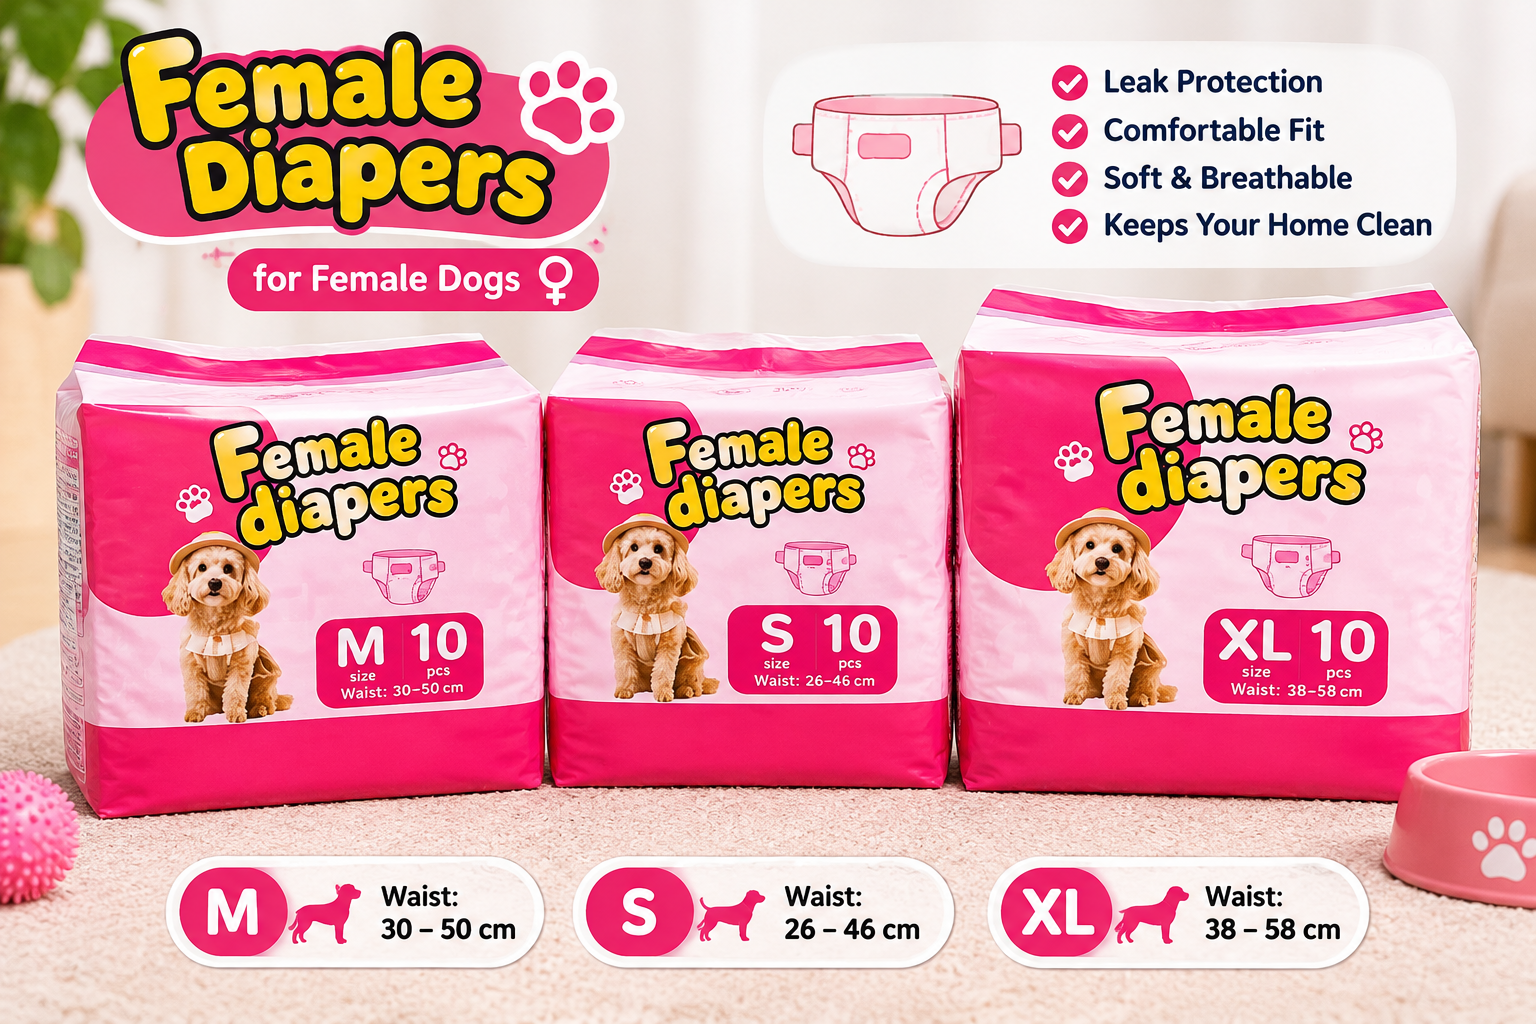 Female
Diapers
for Female Dogs
Leak Protection
Comfortable Fit
Soft & Breathable
Keeps Your Home Clean
Female
diapers
M 10
size pcs
Waist: 30–50 cm
Female
diapers
S 10
size pcs
Waist: 26–46 cm
Female
diapers
XL 10
size pcs
Waist: 38–58 cm
M
Waist:
30 – 50 cm
S
Waist:
26 – 46 cm
XL
Waist:
38 – 58 cm